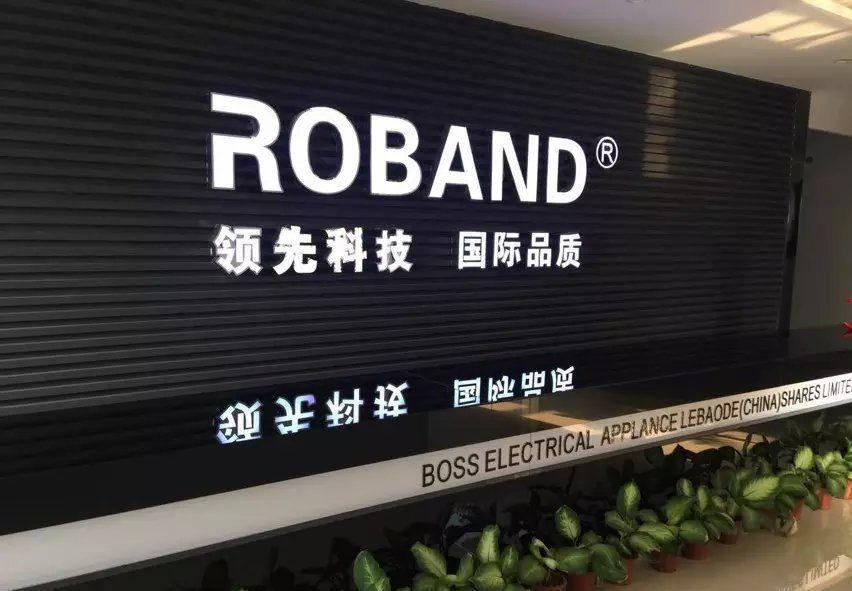 ROBAND®
领先科技 国际品质
BOSS ELECTRICAL APPLANCE LEBAODE(CHINA)SHARES LIMITE